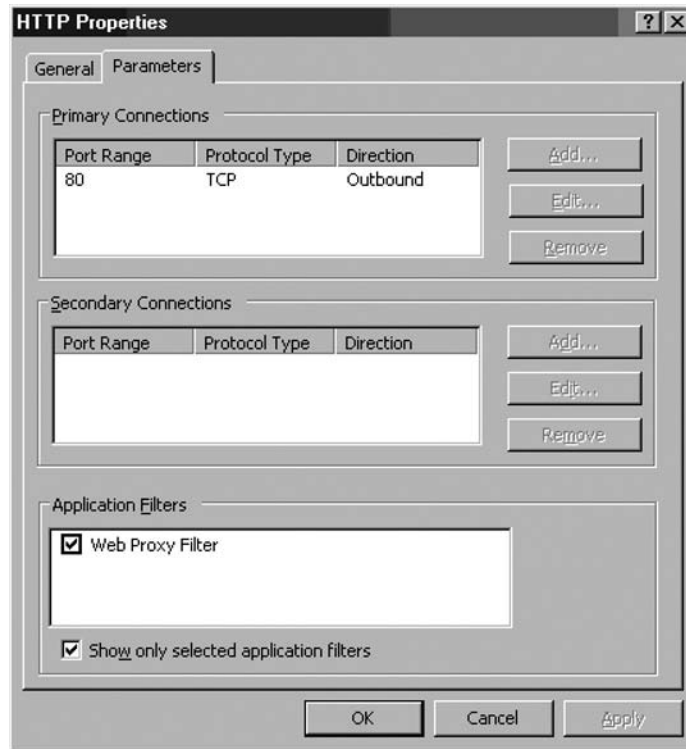 HTTP Properties
General Parameters
Primary Connections
Port Range Protocol Type Direction
80 TCP Outbound
Add...
Edit...
Remove
Secondary Connections
Port Range Protocol Type Direction
Add...
Edit...
Remove
Application Filters
Web Proxy Filter
Show only selected application filters
OK Cancel Apply